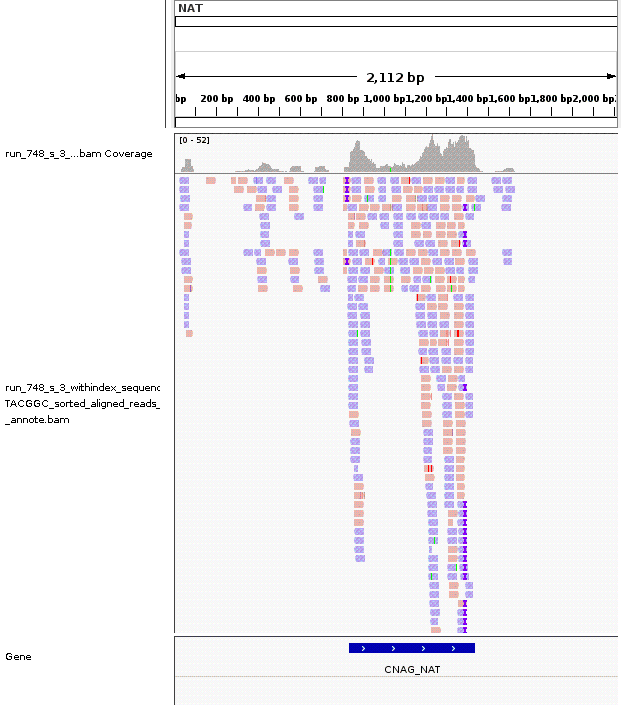 NAT
2,112 bp
bp 200 bp 400 bp 600 bp 800 bp 1,000 bp 1,200 bp 1,400 bp 1,600 bp 1,800 bp 2,000 bp
[0 - 52]
run_748_s_3_...bam Coverage
run_748_s_3_withindex_sequenc
TACGGC_sorted_aligned_reads_
_annote.bam
Gene
CNAG_NAT